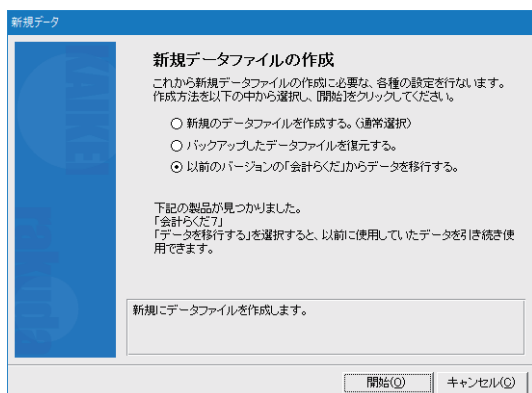 新規データ
新規データファイルの作成
これから新規データファイルの作成に必要な、各種の設定を行ないます。
作成方法を以下の中から選択し、[開始]をクリックしてください。
新規のデータファイルを作成する。(通常選択)
バックアップしたデータファイルを復元する。
以前のバージョンの「会計らくだ」からデータを移行する。
下記の製品が見つかりました。
「会計らくだ7」
「データを移行する」を選択すると、以前に使用していたデータを引き続き使
用できます。
新規にデータファイルを作成します。
開始(O)
キャンセル(C)
KAIKEI
rakuda